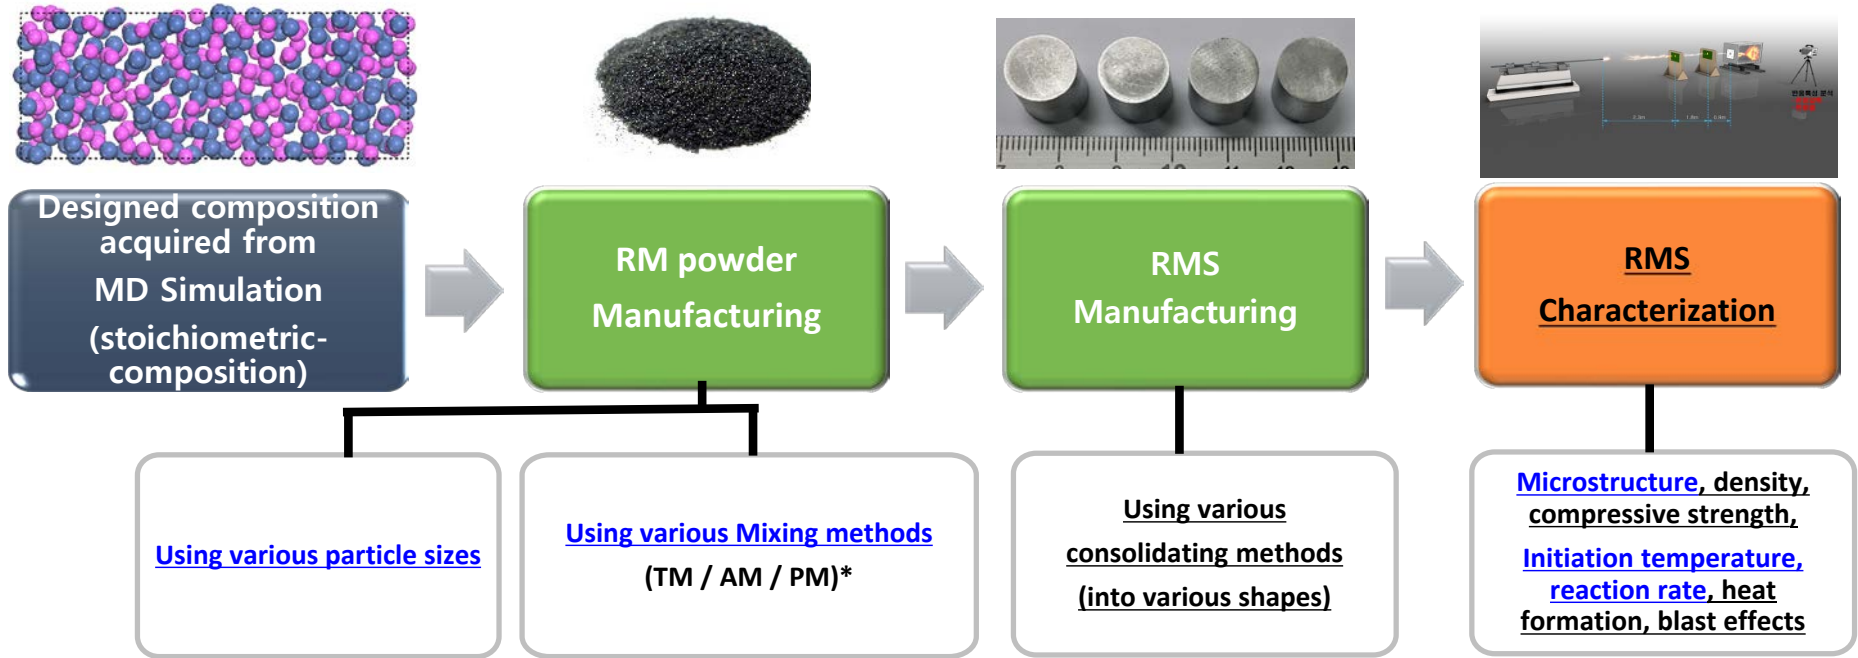 Designed composition
acquired from
MD Simulation
(stoichiometric-
composition)
RM powder
Manufacturing
RMS
Manufacturing
RMS
Characterization
Using various particle sizes
Using various Mixing methods
(TM / AM / PM)*
Using various
consolidating methods
(into various shapes)
Microstructure, density,
compressive strength,
Initiation temperature,
reaction rate, heat
formation, blast effects